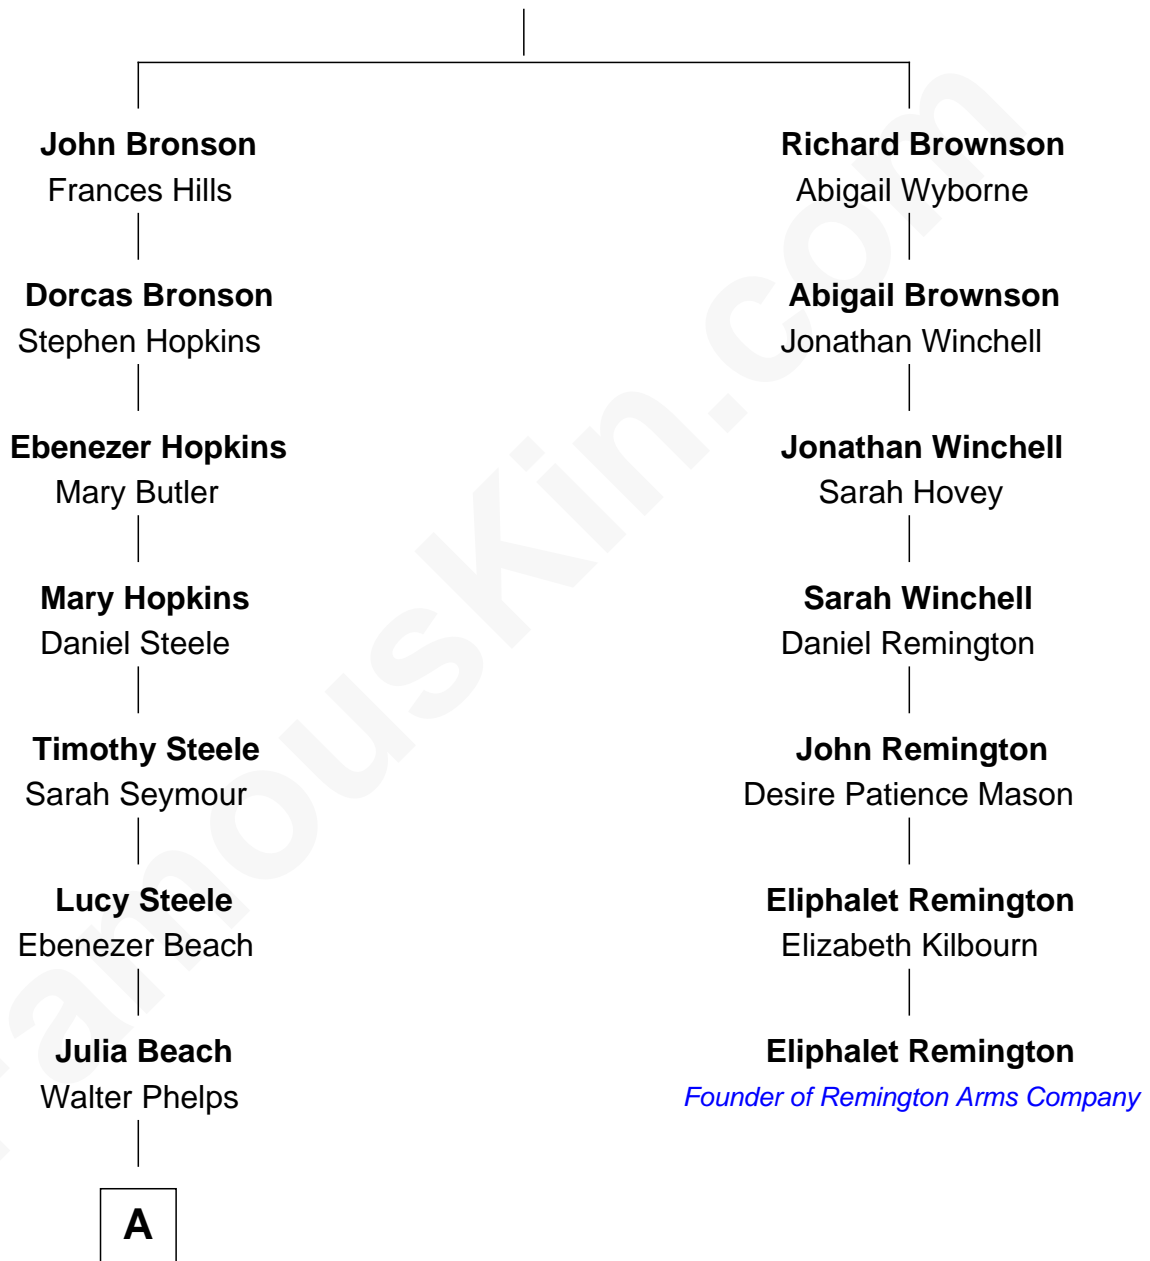 John Bronson
Frances Hills
Dorcas Bronson
Stephen Hopkins
Ebenezer Hopkins
Mary Butler
Mary Hopkins
Daniel Steele
Timothy Steele
Sarah Seymour
Lucy Steele
Ebenezer Beach
Julia Beach
Walter Phelps
A
Richard Brownson
Abigail Wyborne
Abigail Brownson
Jonathan Winchell
Jonathan Winchell
Sarah Hovey
Sarah Winchell
Daniel Remington
John Remington
Desire Patience Mason
Eliphalet Remington
Elizabeth Kilbourn
Eliphalet Remington
Founder of Remington Arms Company
FamousKin.com